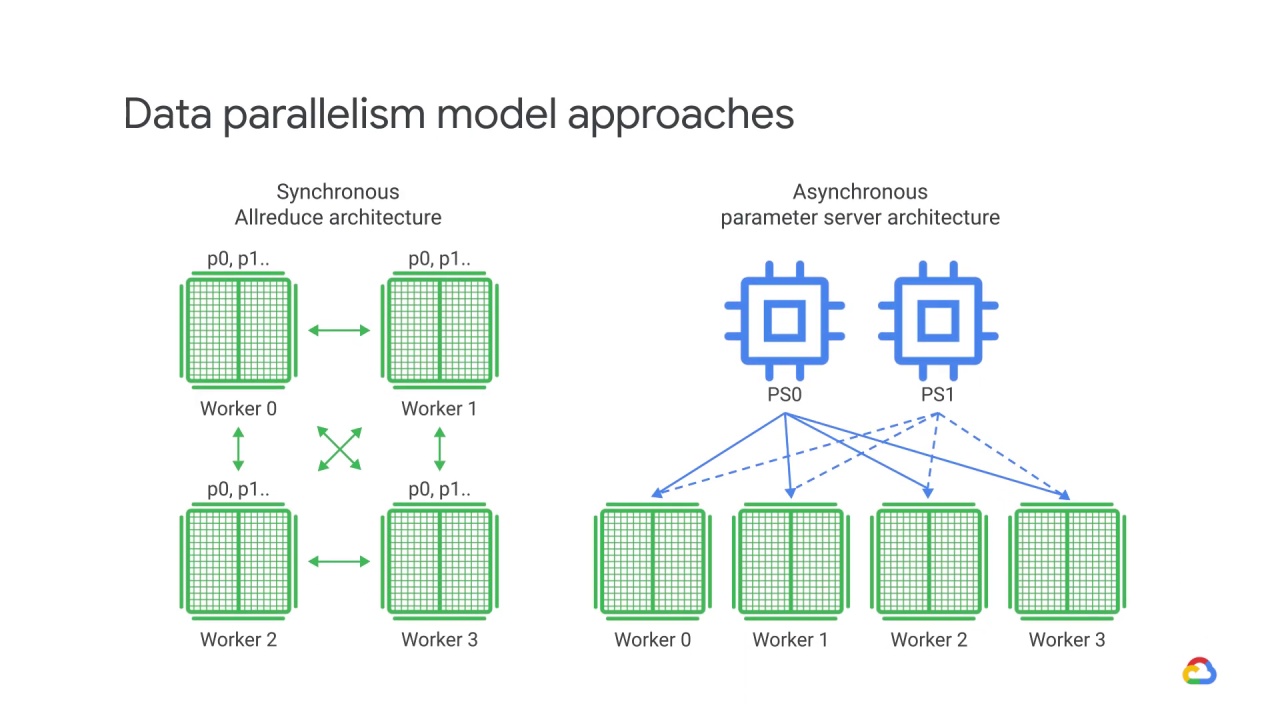 Data parallelism model approaches
Synchronous
Allreduce architecture
p0, p1..
p0, p1..
Worker 0
Worker 1
p0, p1..
p0, p1..
Worker 2
Worker 3
Asynchronous
parameter server architecture
PS0
PS1
Worker 0
Worker 1
Worker 2
Worker 3